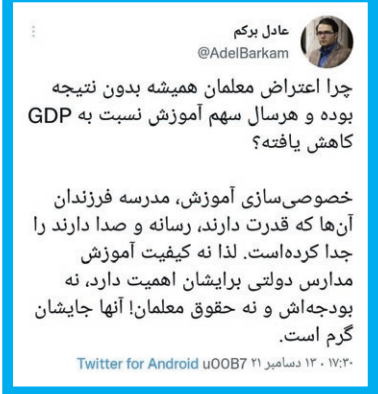 عادل برکم
@AdelBarkam
چرا اعتراض معلمان همیشه بدون نتیجه
بوده و هرسال سهم آموزش نسبت به GDP
کاهش یافته؟
خصوصی‌سازی آموزش، مدرسه فرزندان
آن‌ها که قدرت دارند، رسانه و صدا دارند را
جدا کرده‌است. لذا نه کیفیت آموزش
مدارس دولتی برایشان اهمیت دارد، نه
بودجه‌اش و نه حقوق معلمان! آنها جایشان
گرم است.
۱۷:۳۰ · ۱۳ دسامبر ۲۱ u00B7 Twitter for Android